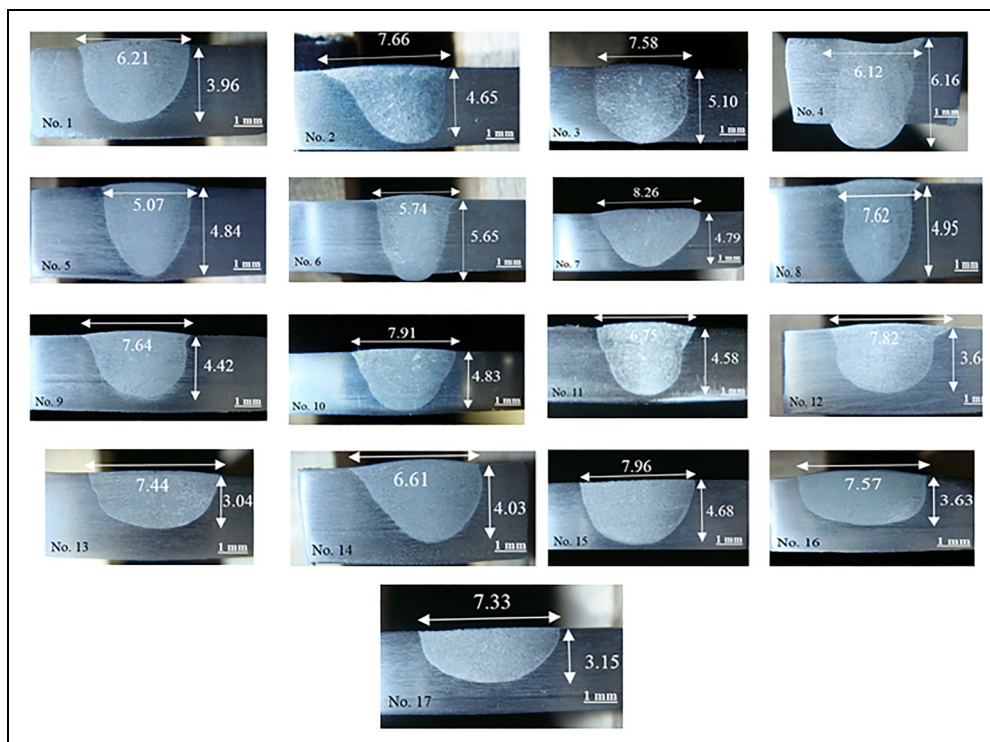 6.21
3.96
No. 1
1 mm
7.66
4.65
No. 2
1 mm
7.58
5.10
No. 3
1 mm
6.12
6.16
No. 4
1 mm
5.07
4.84
No. 5
1 mm
5.74
5.65
No. 6
1 mm
8.26
4.79
No. 7
1 mm
7.62
4.95
No. 8
1 mm
7.64
4.42
No. 9
1 mm
7.91
4.83
No. 10
1 mm
6.75
4.58
No. 11
1 mm
7.82
No. 12
1 mm
7.44
3.04
No. 13
1 mm
6.61
4.03
No. 14
1 mm
7.96
4.68
No. 15
1 mm
7.57
3.63
No. 16
1 mm
7.33
3.15
No. 17
1 mm